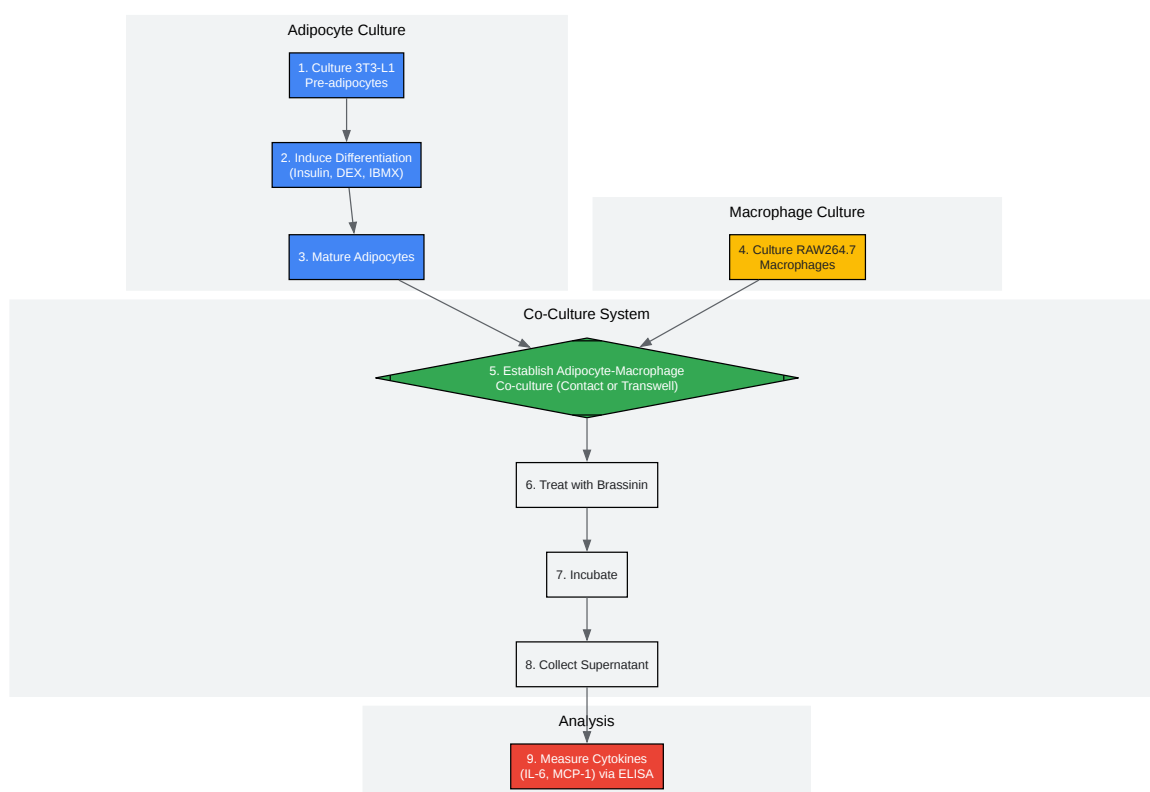 Adipocyte Culture
1. Culture 3T3-L1
Pre-adipocytes
2. Induce Differentiation
(Insulin, DEX, IBMX)
3. Mature Adipocytes
Macrophage Culture
4. Culture RAW264.7
Macrophages
Co-Culture System
5. Establish Adipocyte-Macrophage
Co-culture (Contact or Transwell)
6. Treat with Brassinin
7. Incubate
8. Collect Supernatant
Analysis
9. Measure Cytokines
(IL-6, MCP-1) via ELISA